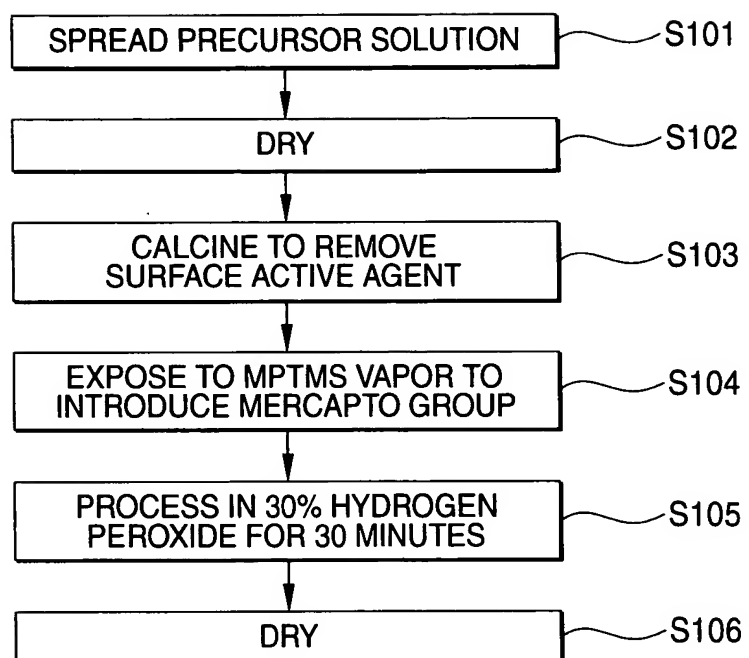 SPREAD PRECURSOR SOLUTION
S101
DRY
S102
CALCINE TO REMOVE
SURFACE ACTIVE AGENT
S103
EXPOSE TO MPTMS VAPOR TO
INTRODUCE MERCAPTO GROUP
S104
PROCESS IN 30% HYDROGEN
PEROXIDE FOR 30 MINUTES
S105
DRY
S106